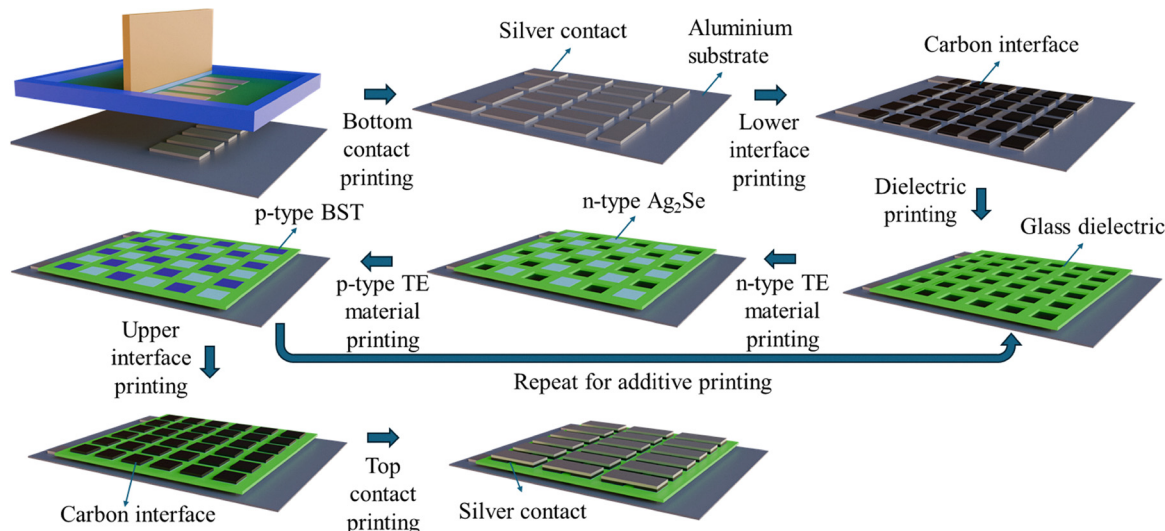 Silver contact
Aluminium
substrate
Carbon interface
Bottom
contact
printing
Lower
interface
printing
Dielectric
printing
p-type BST
n-type Ag₂Se
Glass dielectric
p-type TE
material
printing
n-type TE
material
printing
Upper
interface
printing
Repeat for additive printing
Carbon interface
Top
contact
printing
Silver contact